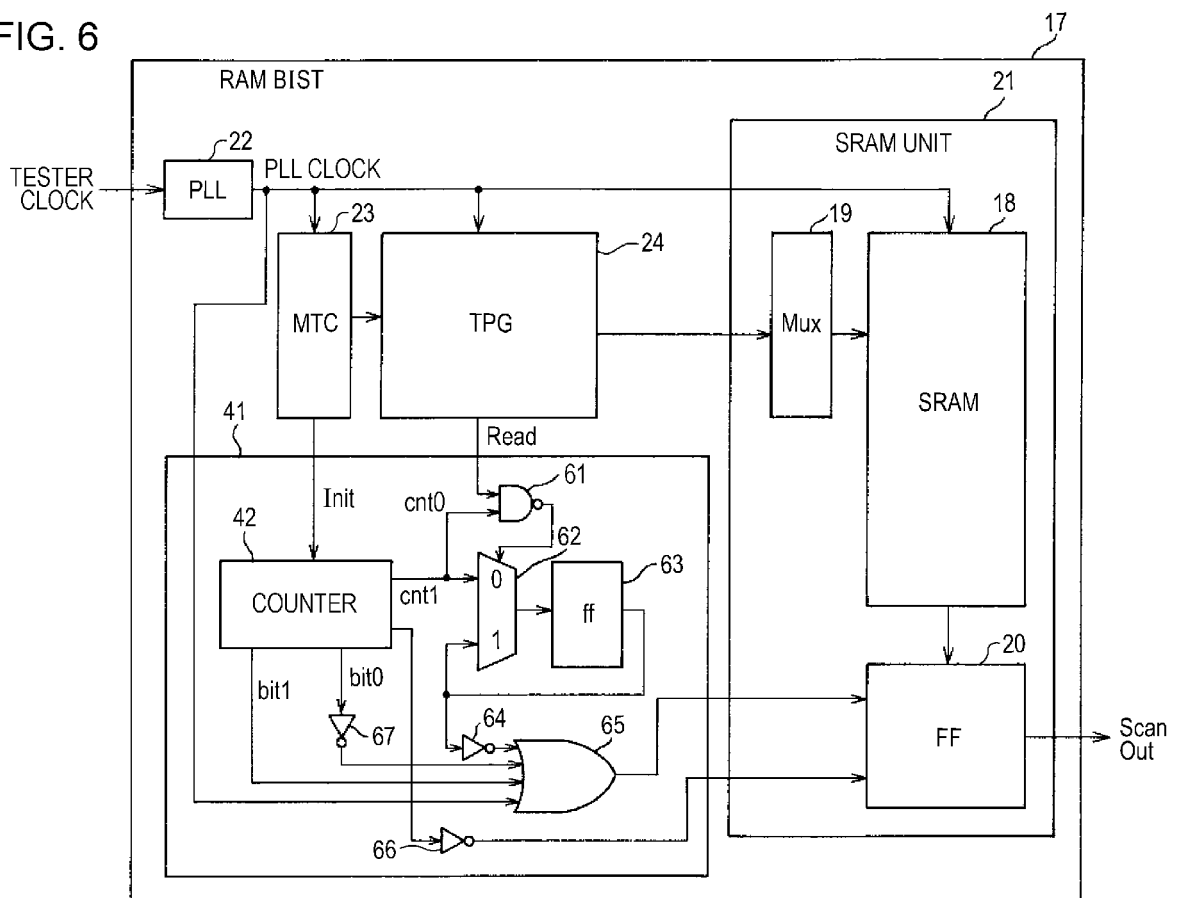 FIG. 6
17
RAM BIST
21
SRAM UNIT
22
TESTER
CLOCK
PLL
PLL CLOCK
23
MTC
24
TPG
19
Mux
18
SRAM
41
Read
Init
cnt0
61
42
COUNTER
cnt1
62
0
1
63
ff
bit1
bit0
67
64
65
66
20
FF
Scan
Out